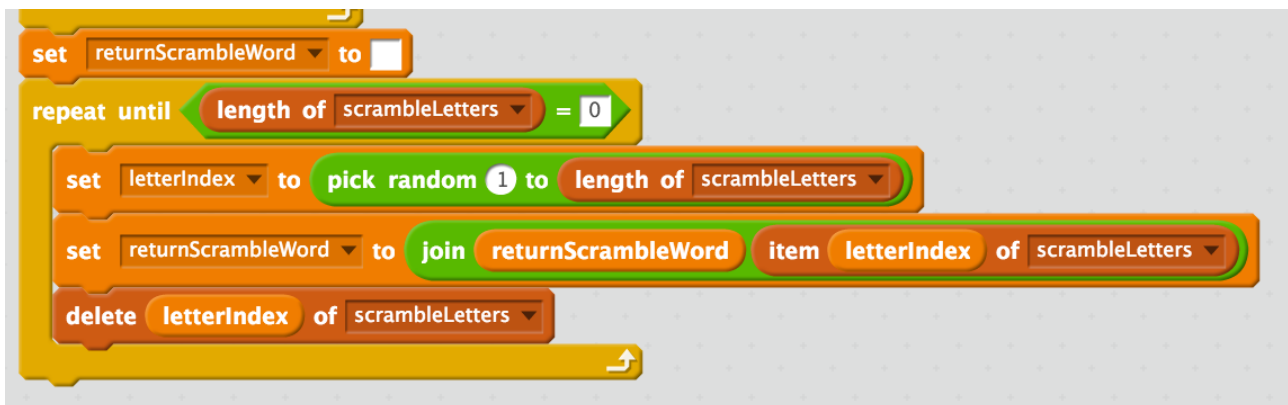 set returnScrambleWord to
repeat until length of scrambleLetters = 0
set letterIndex to pick random 1 to length of scrambleLetters
set returnScrambleWord to join returnScrambleWord item letterIndex of scrambleLetters
delete letterIndex of scrambleLetters